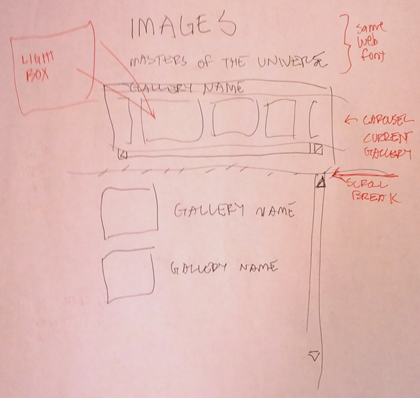 IMAGES
same
web
font
MASTERS OF THE UNIVERSE
LIGHT
BOX
GALLERY NAME
CAROUSEL
CURRENT
GALLERY
SCROLL
BREAK
GALLERY NAME
GALLERY NAME